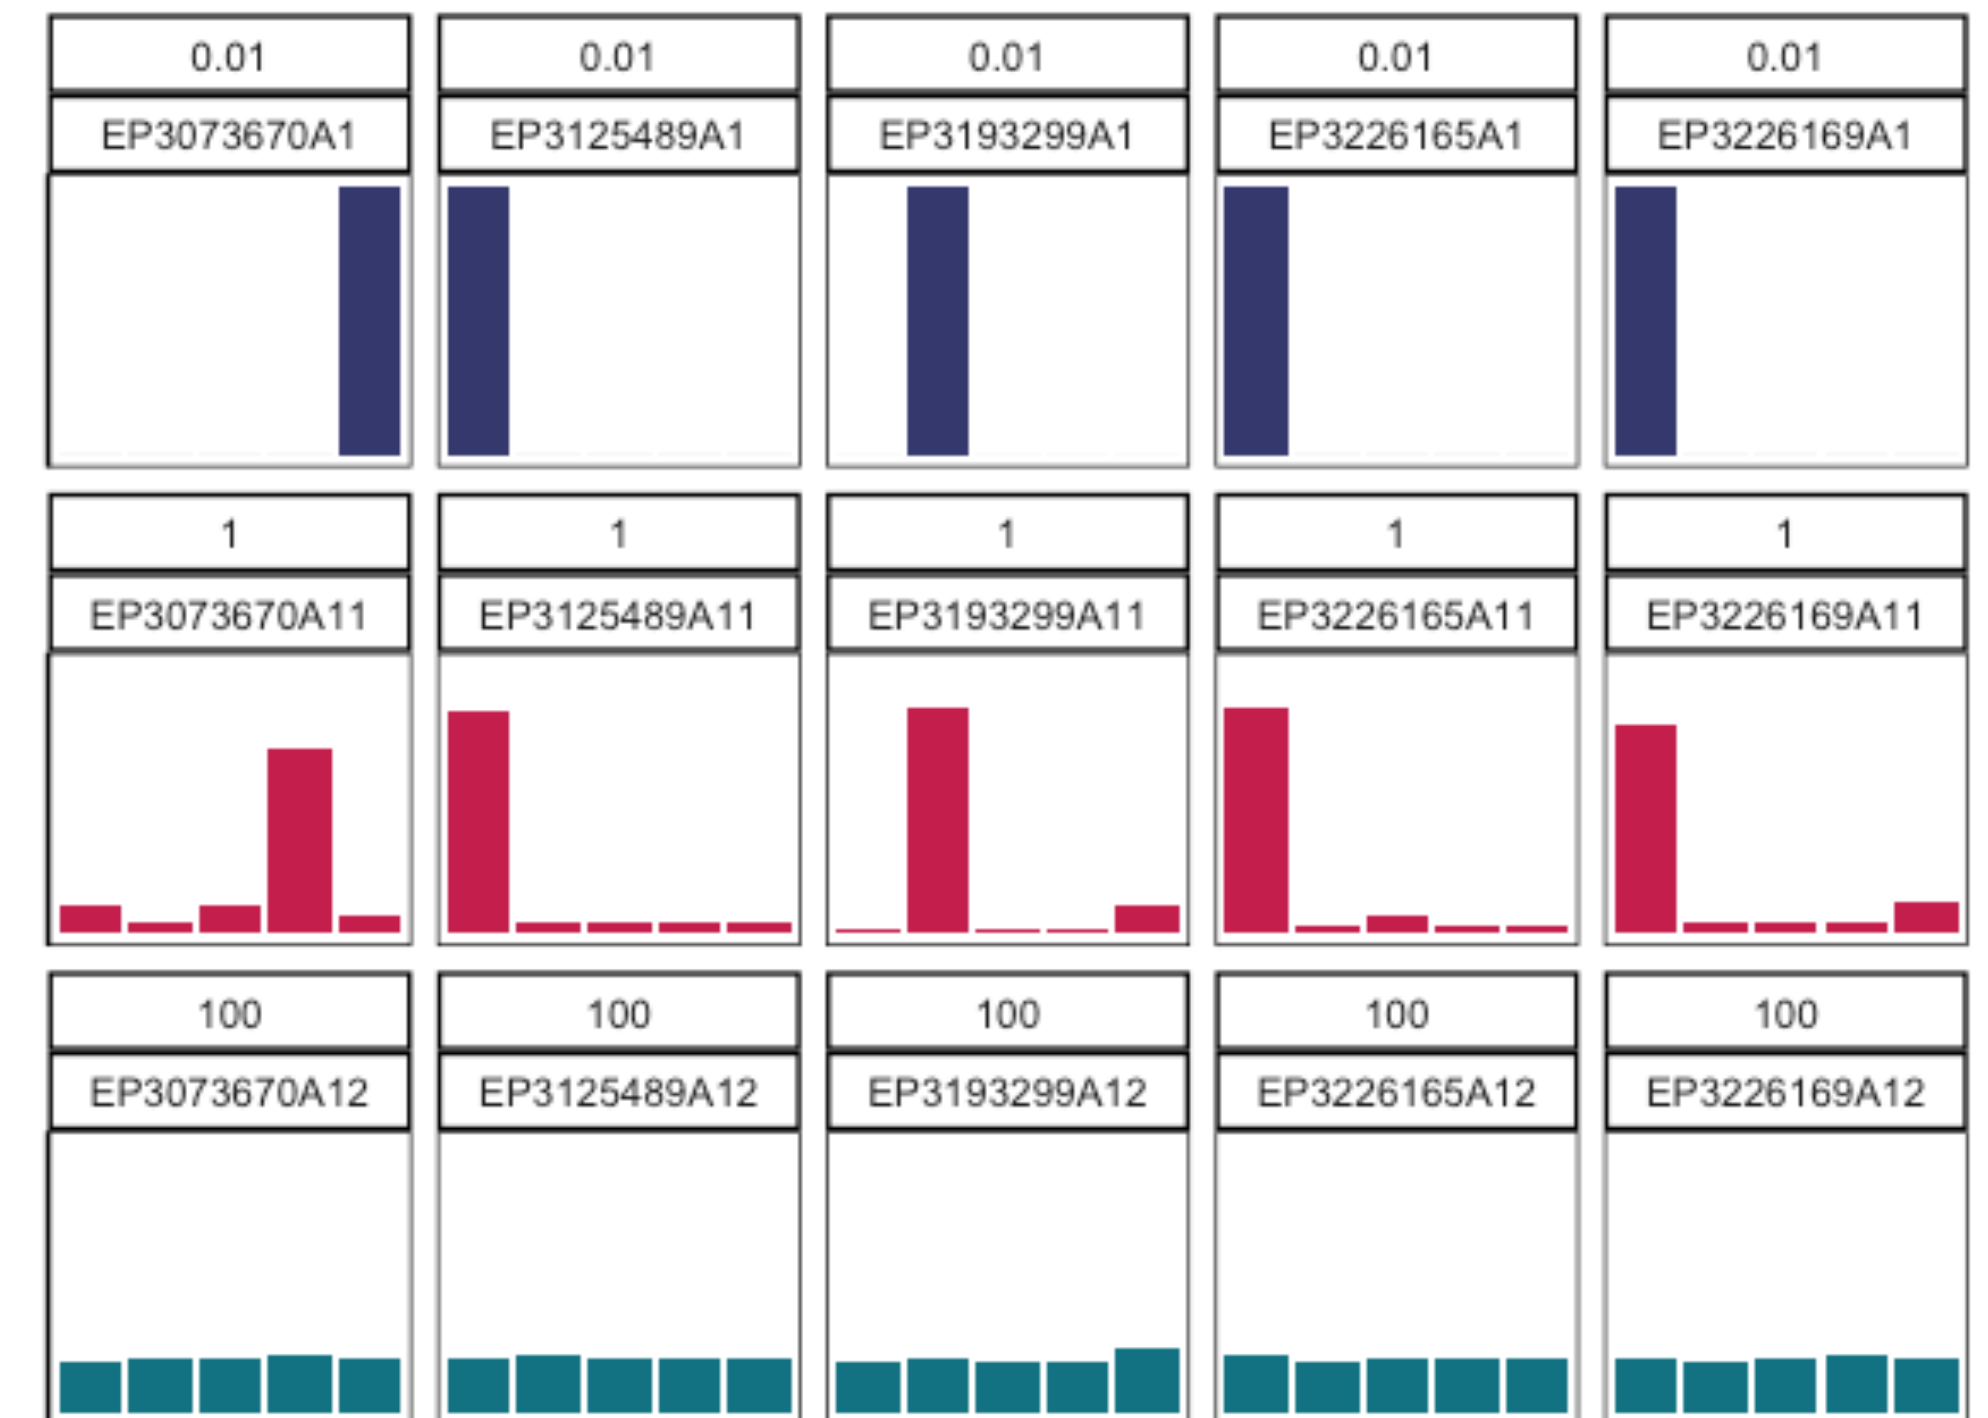 0.01 0.01 0.01 0.01 0.01
EP3073670A1 EP3125489A1 EP3193299A1 EP3226165A1 EP3226169A1
1 1 1 1 1
EP3073670A11 EP3125489A11 EP3193299A11 EP3226165A11 EP3226169A11
100 100 100 100 100
EP3073670A12 EP3125489A12 EP3193299A12 EP3226165A12 EP3226169A12